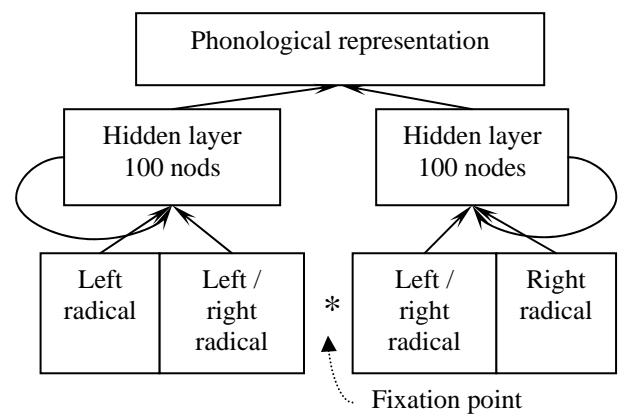 Phonological representation
Hidden layer
100 nods
Hidden layer
100 nodes
Left
radical
Left /
right
radical
*
Left /
right
radical
Right
radical
Fixation point